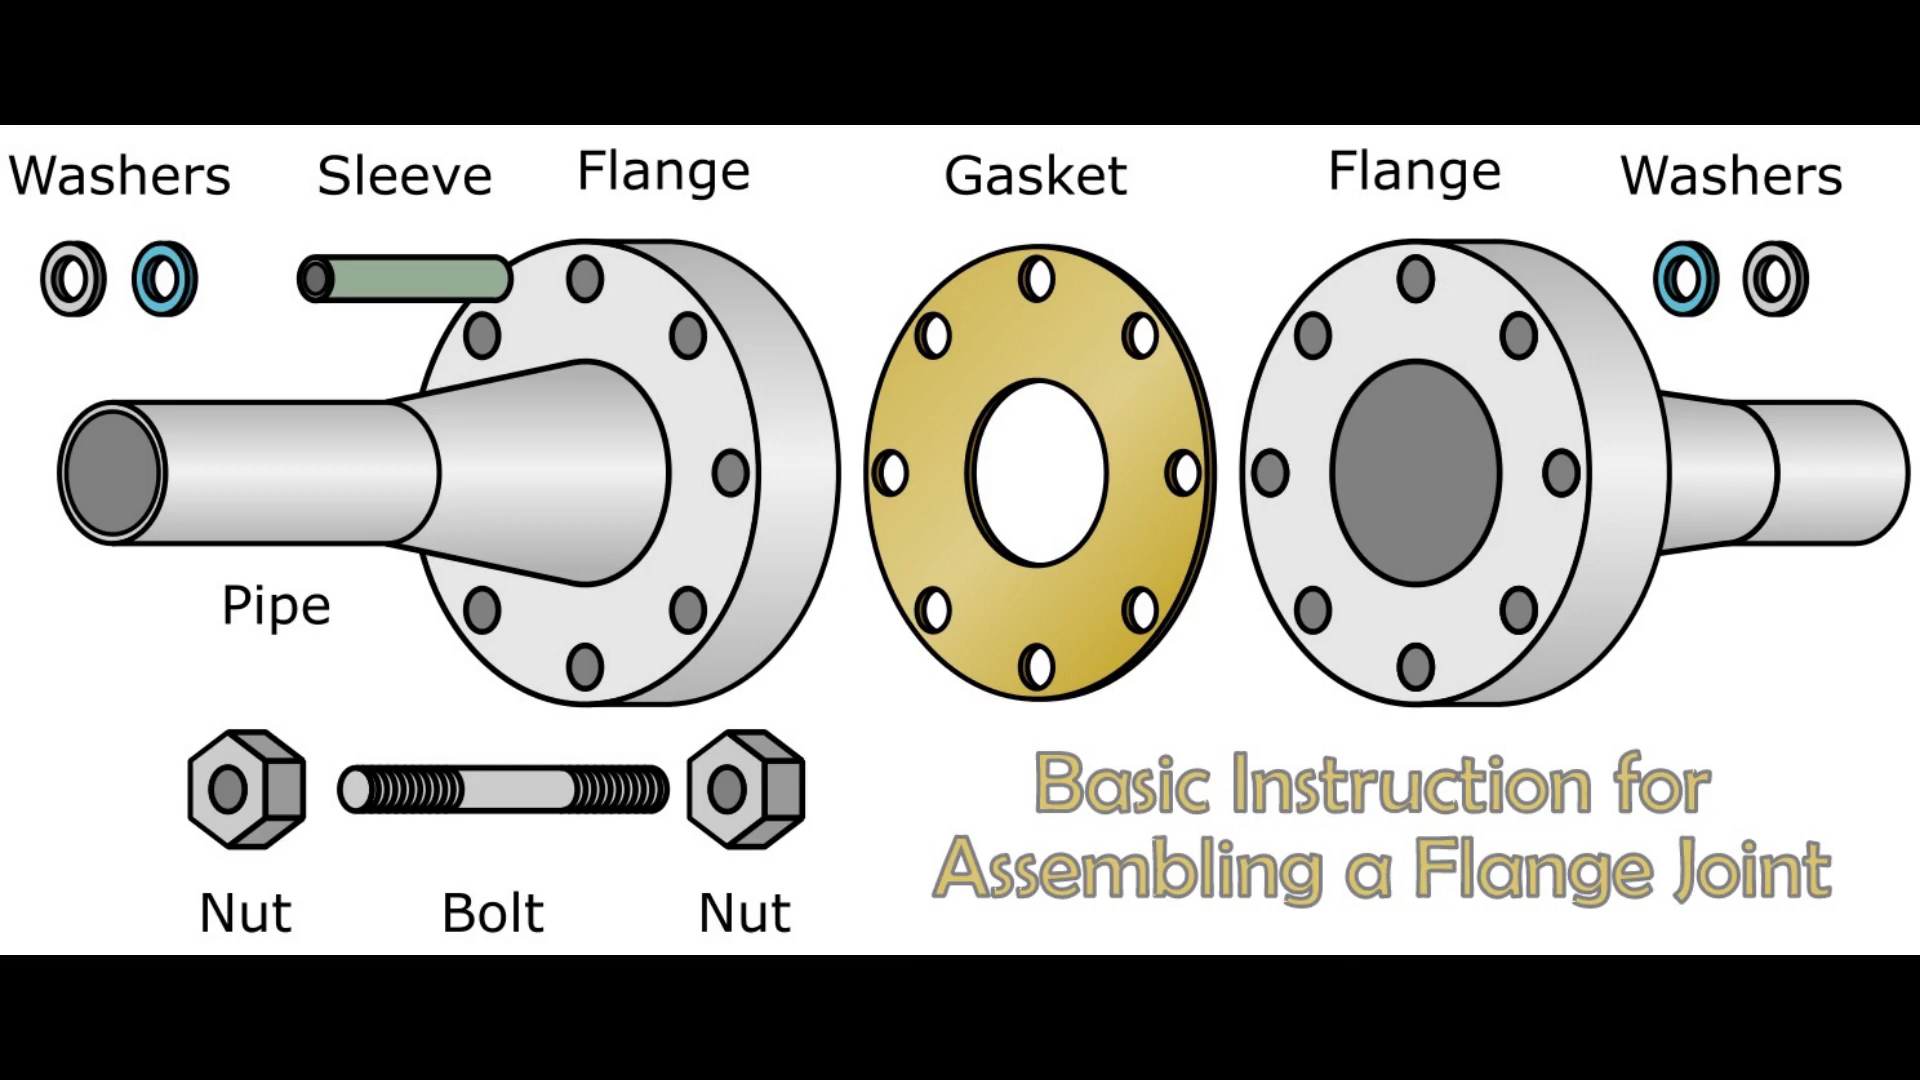 Washers
Sleeve
Flange
Gasket
Flange
Washers
Pipe
Nut
Bolt
Nut
Basic Instruction for
Assembling a Flange Joint